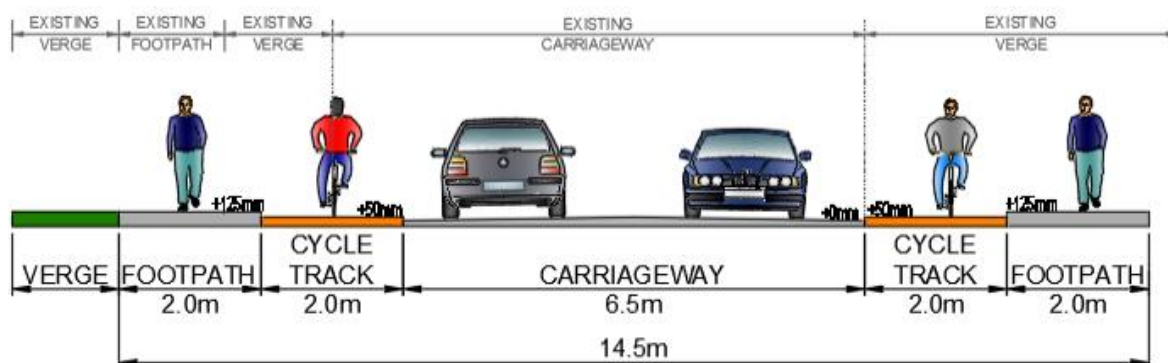 EXISTING EXISTING EXISTING EXISTING EXISTING
VERGE FOOTPATH VERGE CARRIAGEWAY VERGE
+125mm +50mm +0mm +50mm +125mm
CYCLE CYCLE
VERGE FOOTPATH TRACK CARRIAGEWAY TRACK FOOTPATH
2.0m 2.0m 6.5m 2.0m 2.0m
14.5m